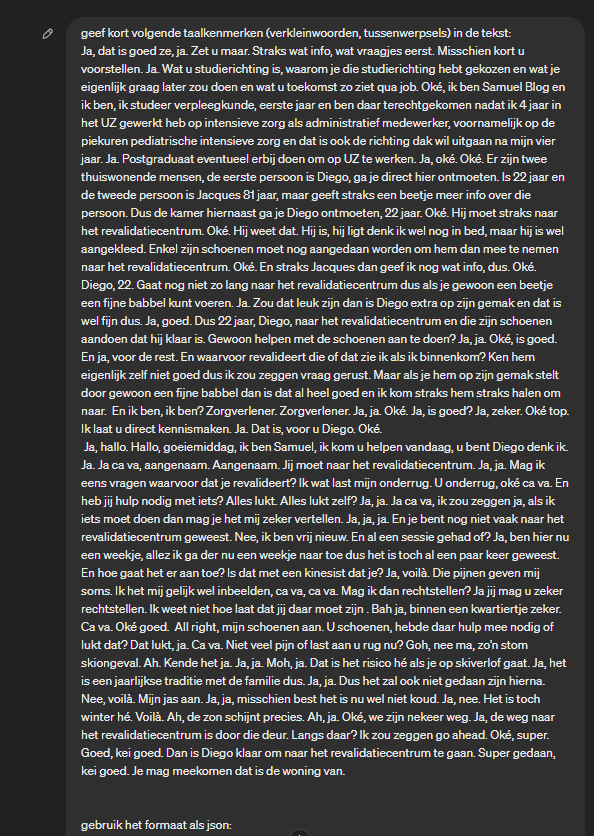 geef kort volgende taalkenmerken (verkleinwoorden, tussenwerpsels) in de tekst:
Ja, dat is goed ze, ja. Zet u maar. Straks wat info, wat vraagjes eerst. Misschien kort u
voorstellen. Ja. Wat u studierichting is, waarom je die studierichting hebt gekozen en wat je
eigenlijk graag later zou doen en wat u toekomst zo ziet qua job. Oké, ik ben Samuel Blog en
ik ben, ik studeer verpleegkunde, eerste jaar en ben daar terechtgekomen nadat ik 4 jaar in
het UZ gewerkt heb op intensieve zorg als administratief medewerker, voornamelijk op de
piekuren pediatrische intensieve zorg en dat is ook de richting dak wil uitgaan na mijn vier
jaar. Ja. Postgraduaat eventueel erbij doen om op UZ te werken. Ja, oké. Oké. Er zijn twee
thuiswonende mensen, de eerste persoon is Diego, ga je direct hier ontmoeten. Is 22 jaar en
de tweede persoon is Jacques 81 jaar, maar geeft straks een beetje meer info over die
persoon. Dus de kamer hiernaast ga je Diego ontmoeten, 22 jaar. Oké. Hij moet straks naar
het revalidatiecentrum. Oké. Hij weet dat. Hij is, hij ligt denk ik wel nog in bed, maar hij is wel
aangekleed. Enkel zijn schoenen moet nog aangedaan worden om hem dan mee te nemen
naar het revalidatiecentrum. Oké. En straks Jacques dan geef ik nog wat info, dus. Oké.
Diego, 22. Gaat nog niet zo lang naar het revalidatiecentrum dus als je gewoon een beetje
een fijne babbel kunt voeren. Ja. Zou dat leuk zijn dan is Diego extra op zijn gemak en dat is
wel fijn dus. Ja, goed. Dus 22 jaar, Diego, naar het revalidatiecentrum en die zijn schoenen
aandoen dat hij klaar is. Gewoon helpen met de schoenen aan te doen? Ja, ja. Oké, is goed.
En ja, voor de rest. En waarvoor revalideert die of dat zie ik als ik binnenkom? Ken hem
eigenlijk zelf niet goed dus ik zou zeggen vraag gerust. Maar als je hem op zijn gemak stelt
door gewoon een fijne babbel dan is dat al heel goed en ik kom straks hem straks halen om
naar.  En ik ben, ik ben? Zorgverlener. Zorgverlener. Ja, ja. Oké. Ja, is goed? Ja, zeker. Oké top.
Ik laat u direct kennismaken. Ja. Dat is, voor u Diego. Oké.
Ja, hallo. Hallo, goeiemiddag, ik ben Samuel, ik kom u helpen vandaag, u bent Diego denk ik.
Ja. Ja ca va, aangenaam. Aangenaam. Jij moet naar het revalidatiecentrum. Ja, ja. Mag ik
eens vragen waarvoor dat je revalideert? Ik wat last mijn onderrug. U onderrug, oké ca va. En
heb jij hulp nodig met iets? Alles lukt. Alles lukt zelf? Ja, ja. Ja ca va, ik zou zeggen ja, als ik
iets moet doen dan mag je het mij zeker vertellen. Ja, ja, ja. En je bent nog niet vaak naar het
revalidatiecentrum geweest. Nee, ik ben vrij nieuw. En al een sessie gehad of? Ja, ben hier nu
een weekje, allez ik ga der nu een weekje naar toe dus het is toch al een paar keer geweest.
En hoe gaat het er aan toe? Is dat met een kinesist dat je? Ja, voilà. Die pijnen geven mij
soms. Ik het mij gelijk wel inbeelden, ca va, ca va. Mag ik dan rechtstellen? Ja jij mag u zeker
rechtstellen. Ik weet niet hoe laat dat jij daar moet zijn . Bah ja, binnen een kwartiertje zeker.
Ca va. Oké goed.  All right, mijn schoenen aan. U schoenen, hebde daar hulp mee nodig of
lukt dat? Dat lukt, ja. Ca va. Niet veel pijn of last aan u rug nu? Goh, nee ma, zo'n stom
skiongeval. Ah. Kende het ja. Ja, ja. Moh, ja. Dat is het risico hé als je op skiverlof gaat. Ja, het
is een jaarlijkse traditie met de familie dus. Ja, ja. Dus het zal ook niet gedaan zijn hierna.
Nee, voilà. Mijn jas aan. Ja, ja, misschien best het is nu wel niet koud. Ja, nee. Het is toch
winter hé. Voilà. Ah, de zon schijnt precies. Ah, ja. Oké, we zijn nekeer weg. Ja, de weg naar
het revalidatiecentrum is door die deur. Langs daar? Ik zou zeggen go ahead. Oké, super.
Goed, kei goed. Dan is Diego klaar om naar het revalidatiecentrum te gaan. Super gedaan,
kei goed. Je mag meekomen dat is de woning van.
gebruik het formaat als json: